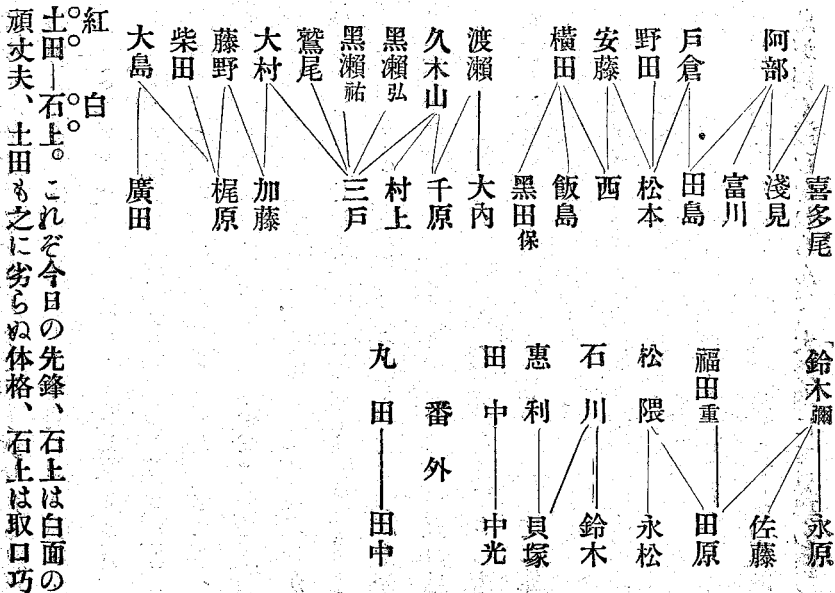 阿部
戸倉
野田
安藤
横田
渡瀬
久木山
黒瀬弘
黒瀬祐
鷲尾
大村
藤野
柴田
大島
喜多尾
淺見
富川
田島
松本
西
飯島
黒田保
大内
千原
村上
三戸
加藤
梶原
廣田
鈴木彌
福田重
松隈
石川
惠利
田中
番外
丸田
永原
佐藤
田原
永松
鈴木
貝塚
中光
田中
紅 白
土田―石上。これぞ今日の先鋒、石上は白面の
頑丈夫、土田も之に劣らぬ体格、石上は取口巧